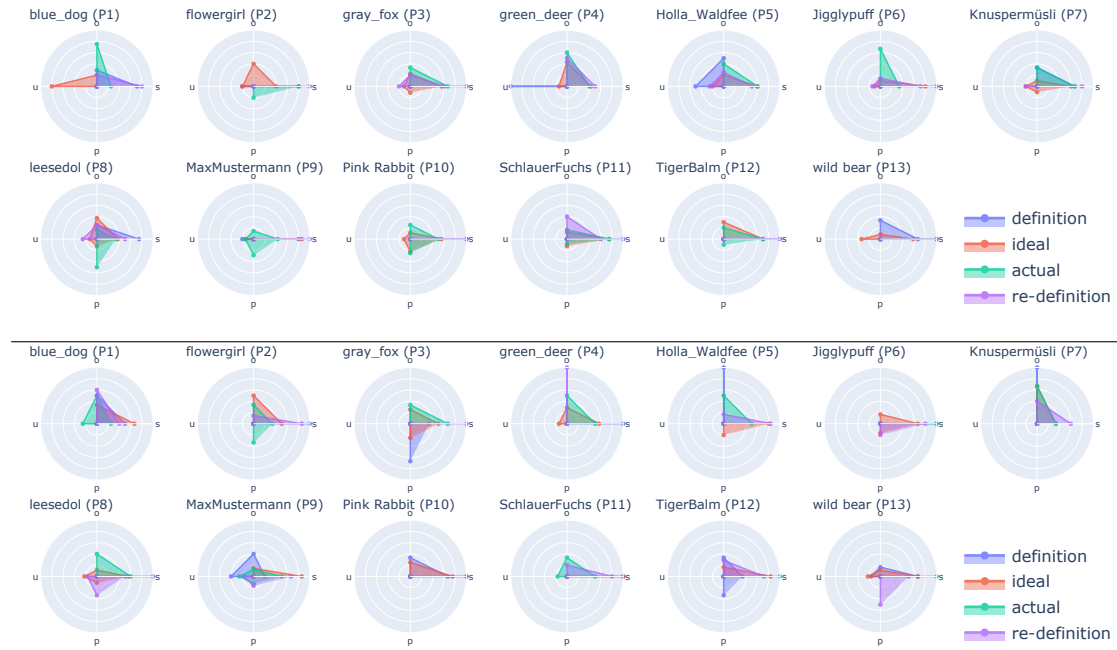 blue_dog (P1) flowergirl (P2) gray_fox (P3) green_deer (P4) Holla_Waldfee (P5) Jigglypuff (P6) Knuspermüsli (P7)
o o o o o o o
u s u s u s u s u s u s u s
p p p p p p p
leesedol (P8) MaxMustermann (P9) Pink Rabbit (P10) SchlauerFuchs (P11) TigerBalm (P12) wild bear (P13)
o o o o o o
u s u s u s u s u s u s
p p p p p p
definition
ideal
actual
re-definition
blue_dog (P1) flowergirl (P2) gray_fox (P3) green_deer (P4) Holla_Waldfee (P5) Jigglypuff (P6) Knuspermüsli (P7)
o o o o o o o
u s u s u s u s u s u s u s
p p p p p p p
leesedol (P8) MaxMustermann (P9) Pink Rabbit (P10) SchlauerFuchs (P11) TigerBalm (P12) wild bear (P13)
o o o o o o
u s u s u s u s u s u s
p p p p p p
definition
ideal
actual
re-definition